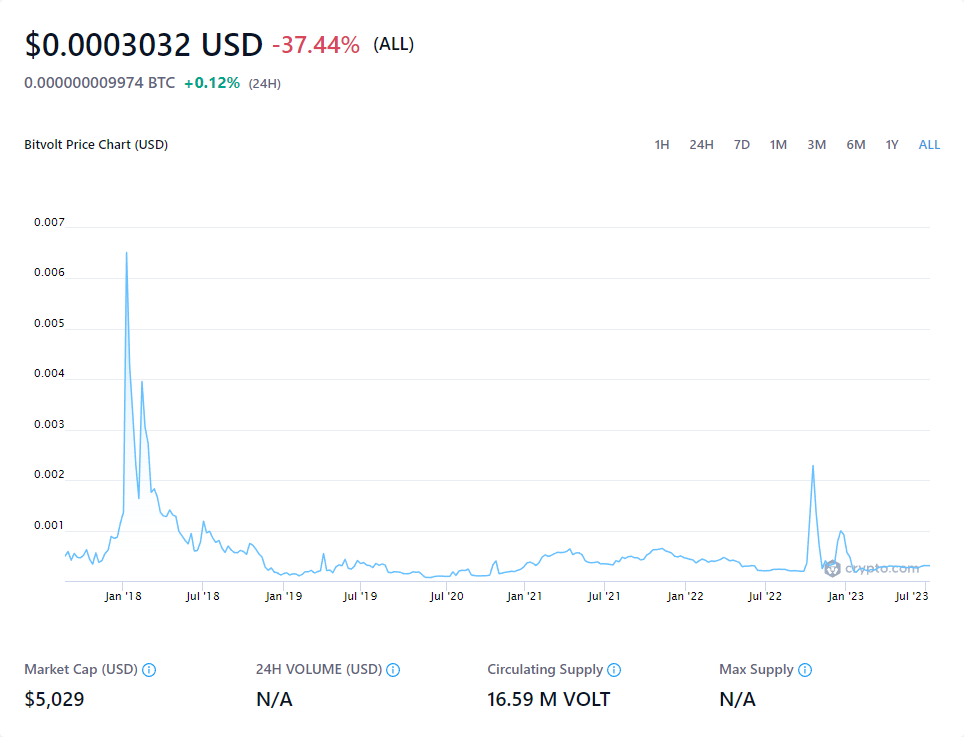 $0.0003032 USD -37.44% (ALL)
0.000000009974 BTC +0.12% (24H)
Bitvolt Price Chart (USD) 1H 24H 7D 1M 3M 6M 1Y ALL
0.007
0.006
0.005
0.004
0.003
0.002
0.001
crypto.com
Jan '18 Jul '18 Jan '19 Jul '19 Jul '20 Jan '21 Jul '21 Jan '22 Jul '22 Jan '23 Jul '23
Market Cap (USD) 24H VOLUME (USD) Circulating Supply Max Supply
$5,029 N/A 16.59 M VOLT N/A